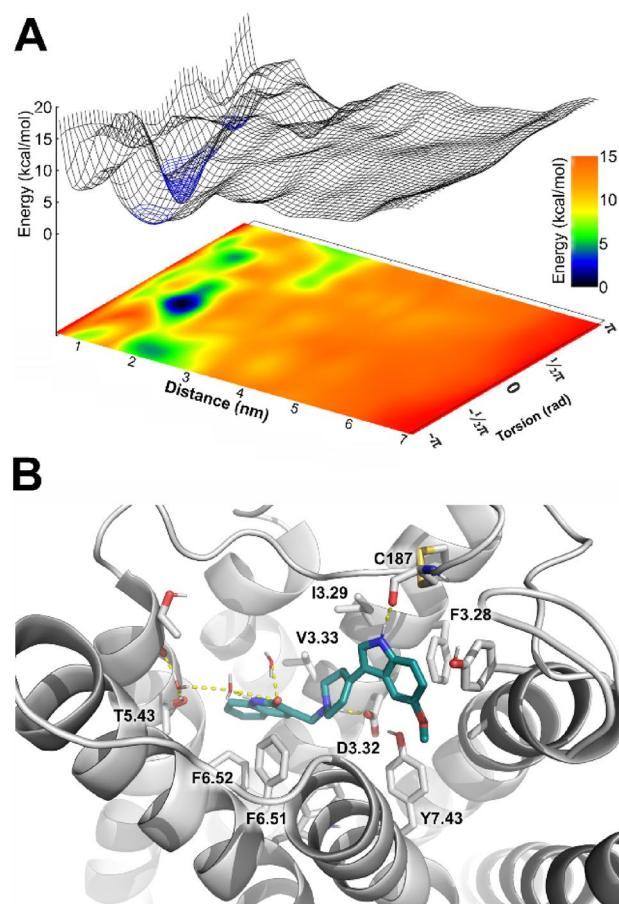 A
Energy (kcal/mol)
20
15
10
5
0
15
10
5
0
Energy (kcal/mol)
1
2
3
4
5
6
7
Distance (nm)
π
½π
0
-½π
-π
Torsion (rad)
B
C187
I3.29
F3.28
V3.33
T5.43
D3.32
F6.52
F6.51
Y7.43